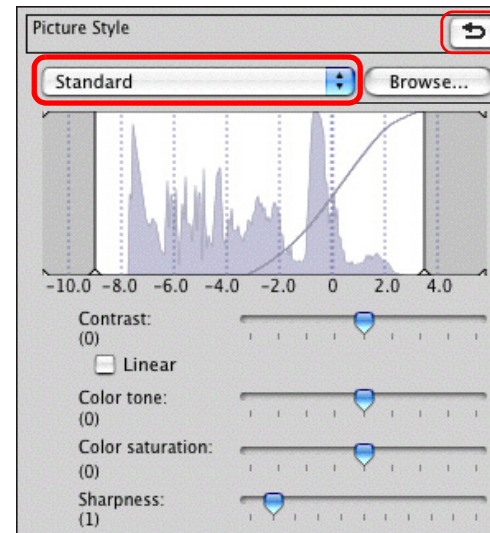 Picture Style
Standard
Browse...
-10.0 -8.0 -6.0 -4.0 -2.0 0 2.0 4.0
Contrast:
(0)
Linear
Color tone:
(0)
Color saturation:
(0)
Sharpness:
(1)